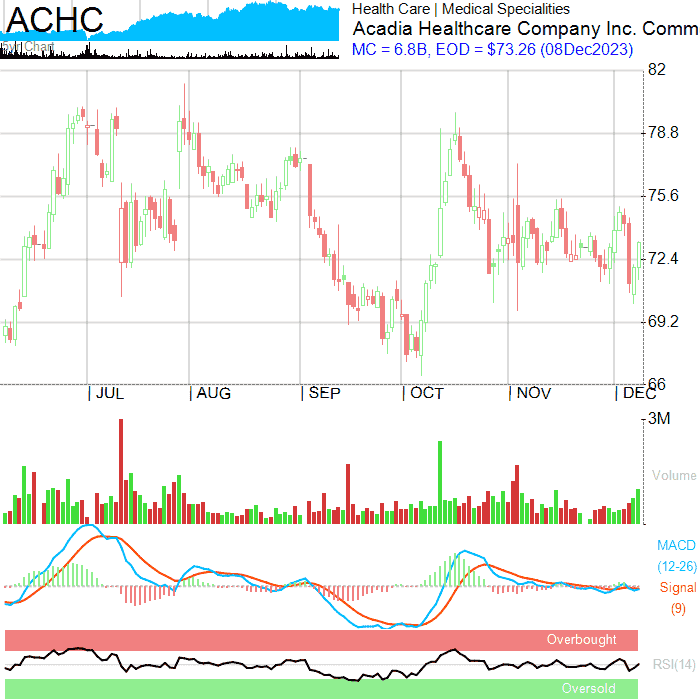 ACHC
5yr Chart
Health Care | Medical Specialities
Acadia Healthcare Company Inc. Comm
MC = 6.8B, EOD = $73.26 (08Dec2023)
82
78.8
75.6
72.4
69.2
66
| JUL | AUG | SEP | OCT | NOV | DEC
3M
Volume
MACD
(12-26)
Signal
(9)
Overbought
RSI(14)
Oversold